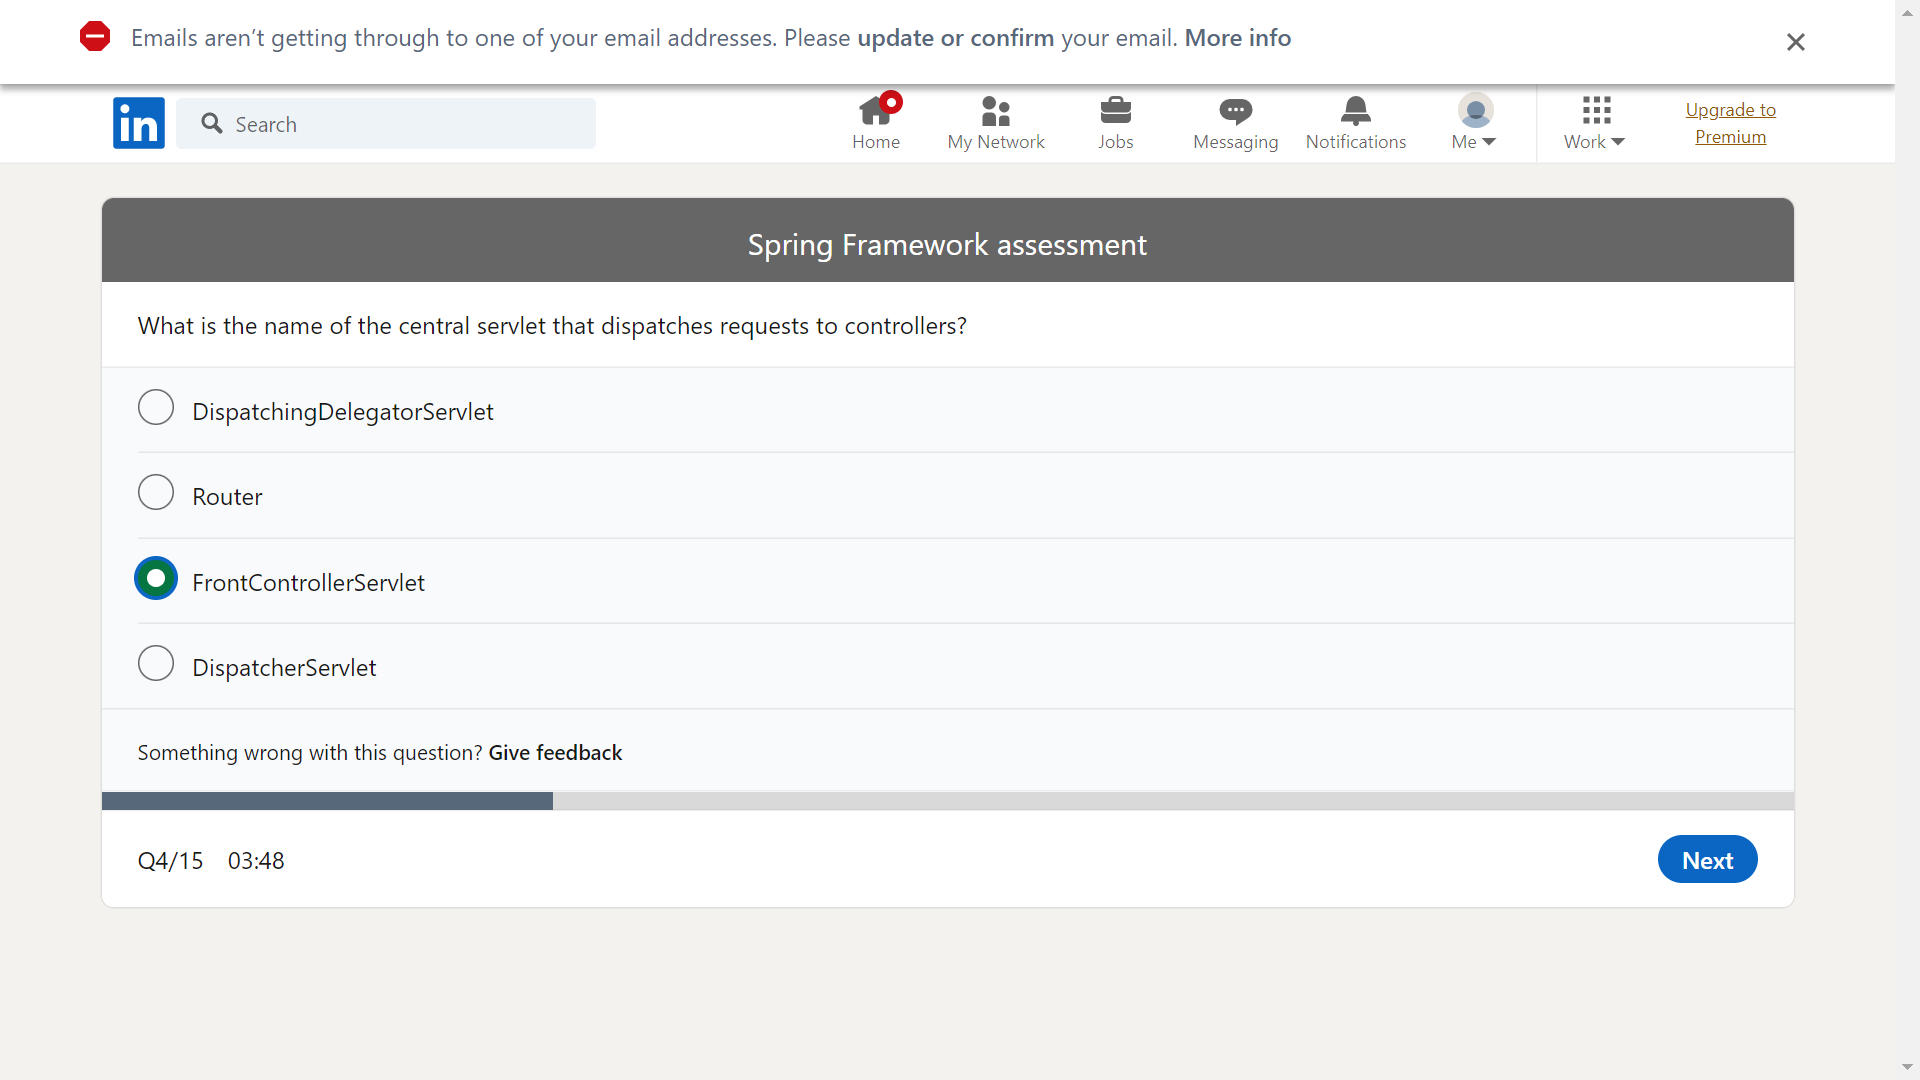 Emails aren’t getting through to one of your email addresses. Please update or confirm your email. More info
in
Search
Home
My Network
Jobs
Messaging
Notifications
Me
Work
Upgrade to
Premium
Spring Framework assessment
What is the name of the central servlet that dispatches requests to controllers?
DispatchingDelegatorServlet
Router
FrontControllerServlet
DispatcherServlet
Something wrong with this question? Give feedback
Q4/15 03:48
Next